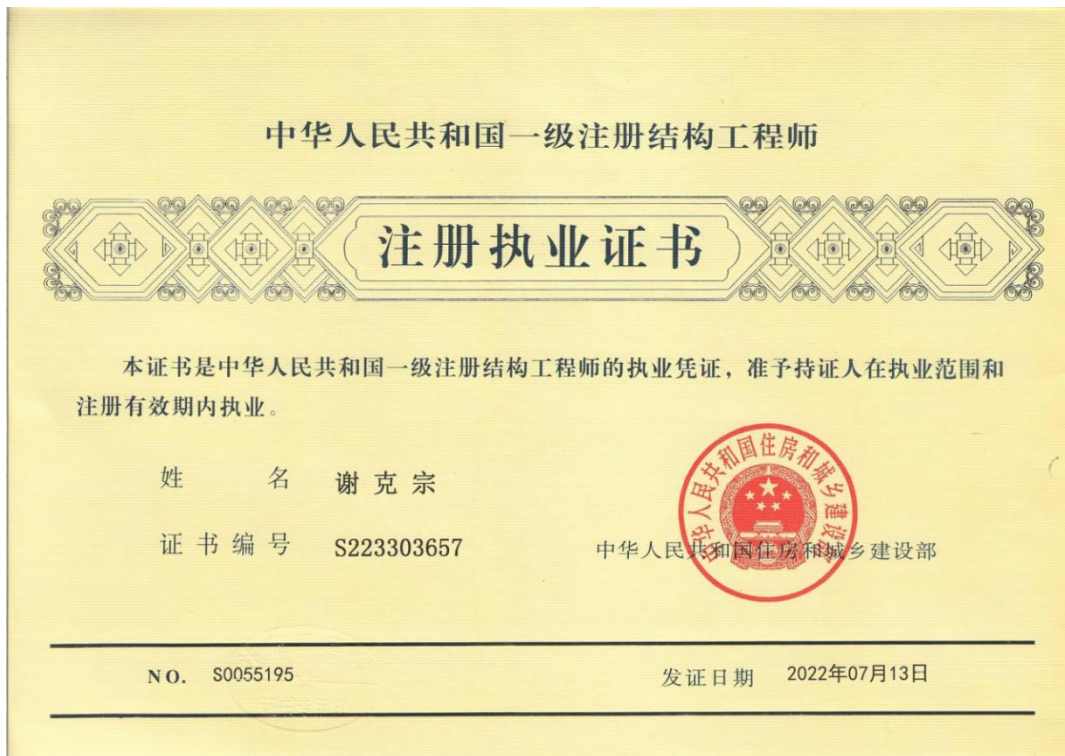 中华人民共和国一级注册结构工程师
注册执业证书
本证书是中华人民共和国一级注册结构工程师的执业凭证，准予持证人在执业范围和
注册有效期内执业。
姓 名 谢克宗
证书编号 S223303657
中华人民共和国住房和城乡建设部
中华人民共和国住房和城乡建设部
NO. S0055195
发证日期 2022年07月13日